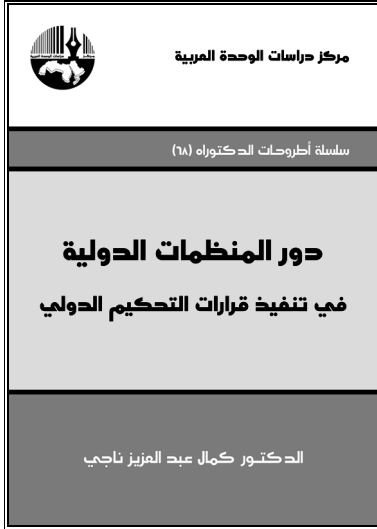 مركز دراسات الوحدة العربية
سلسلة أطروحات الدكتوراه (٦٨)
دور المنظمات الدولية
في تنفيذ قرارات التحكيم الدولي
الدكتور كمال عبد العزيز ناجي